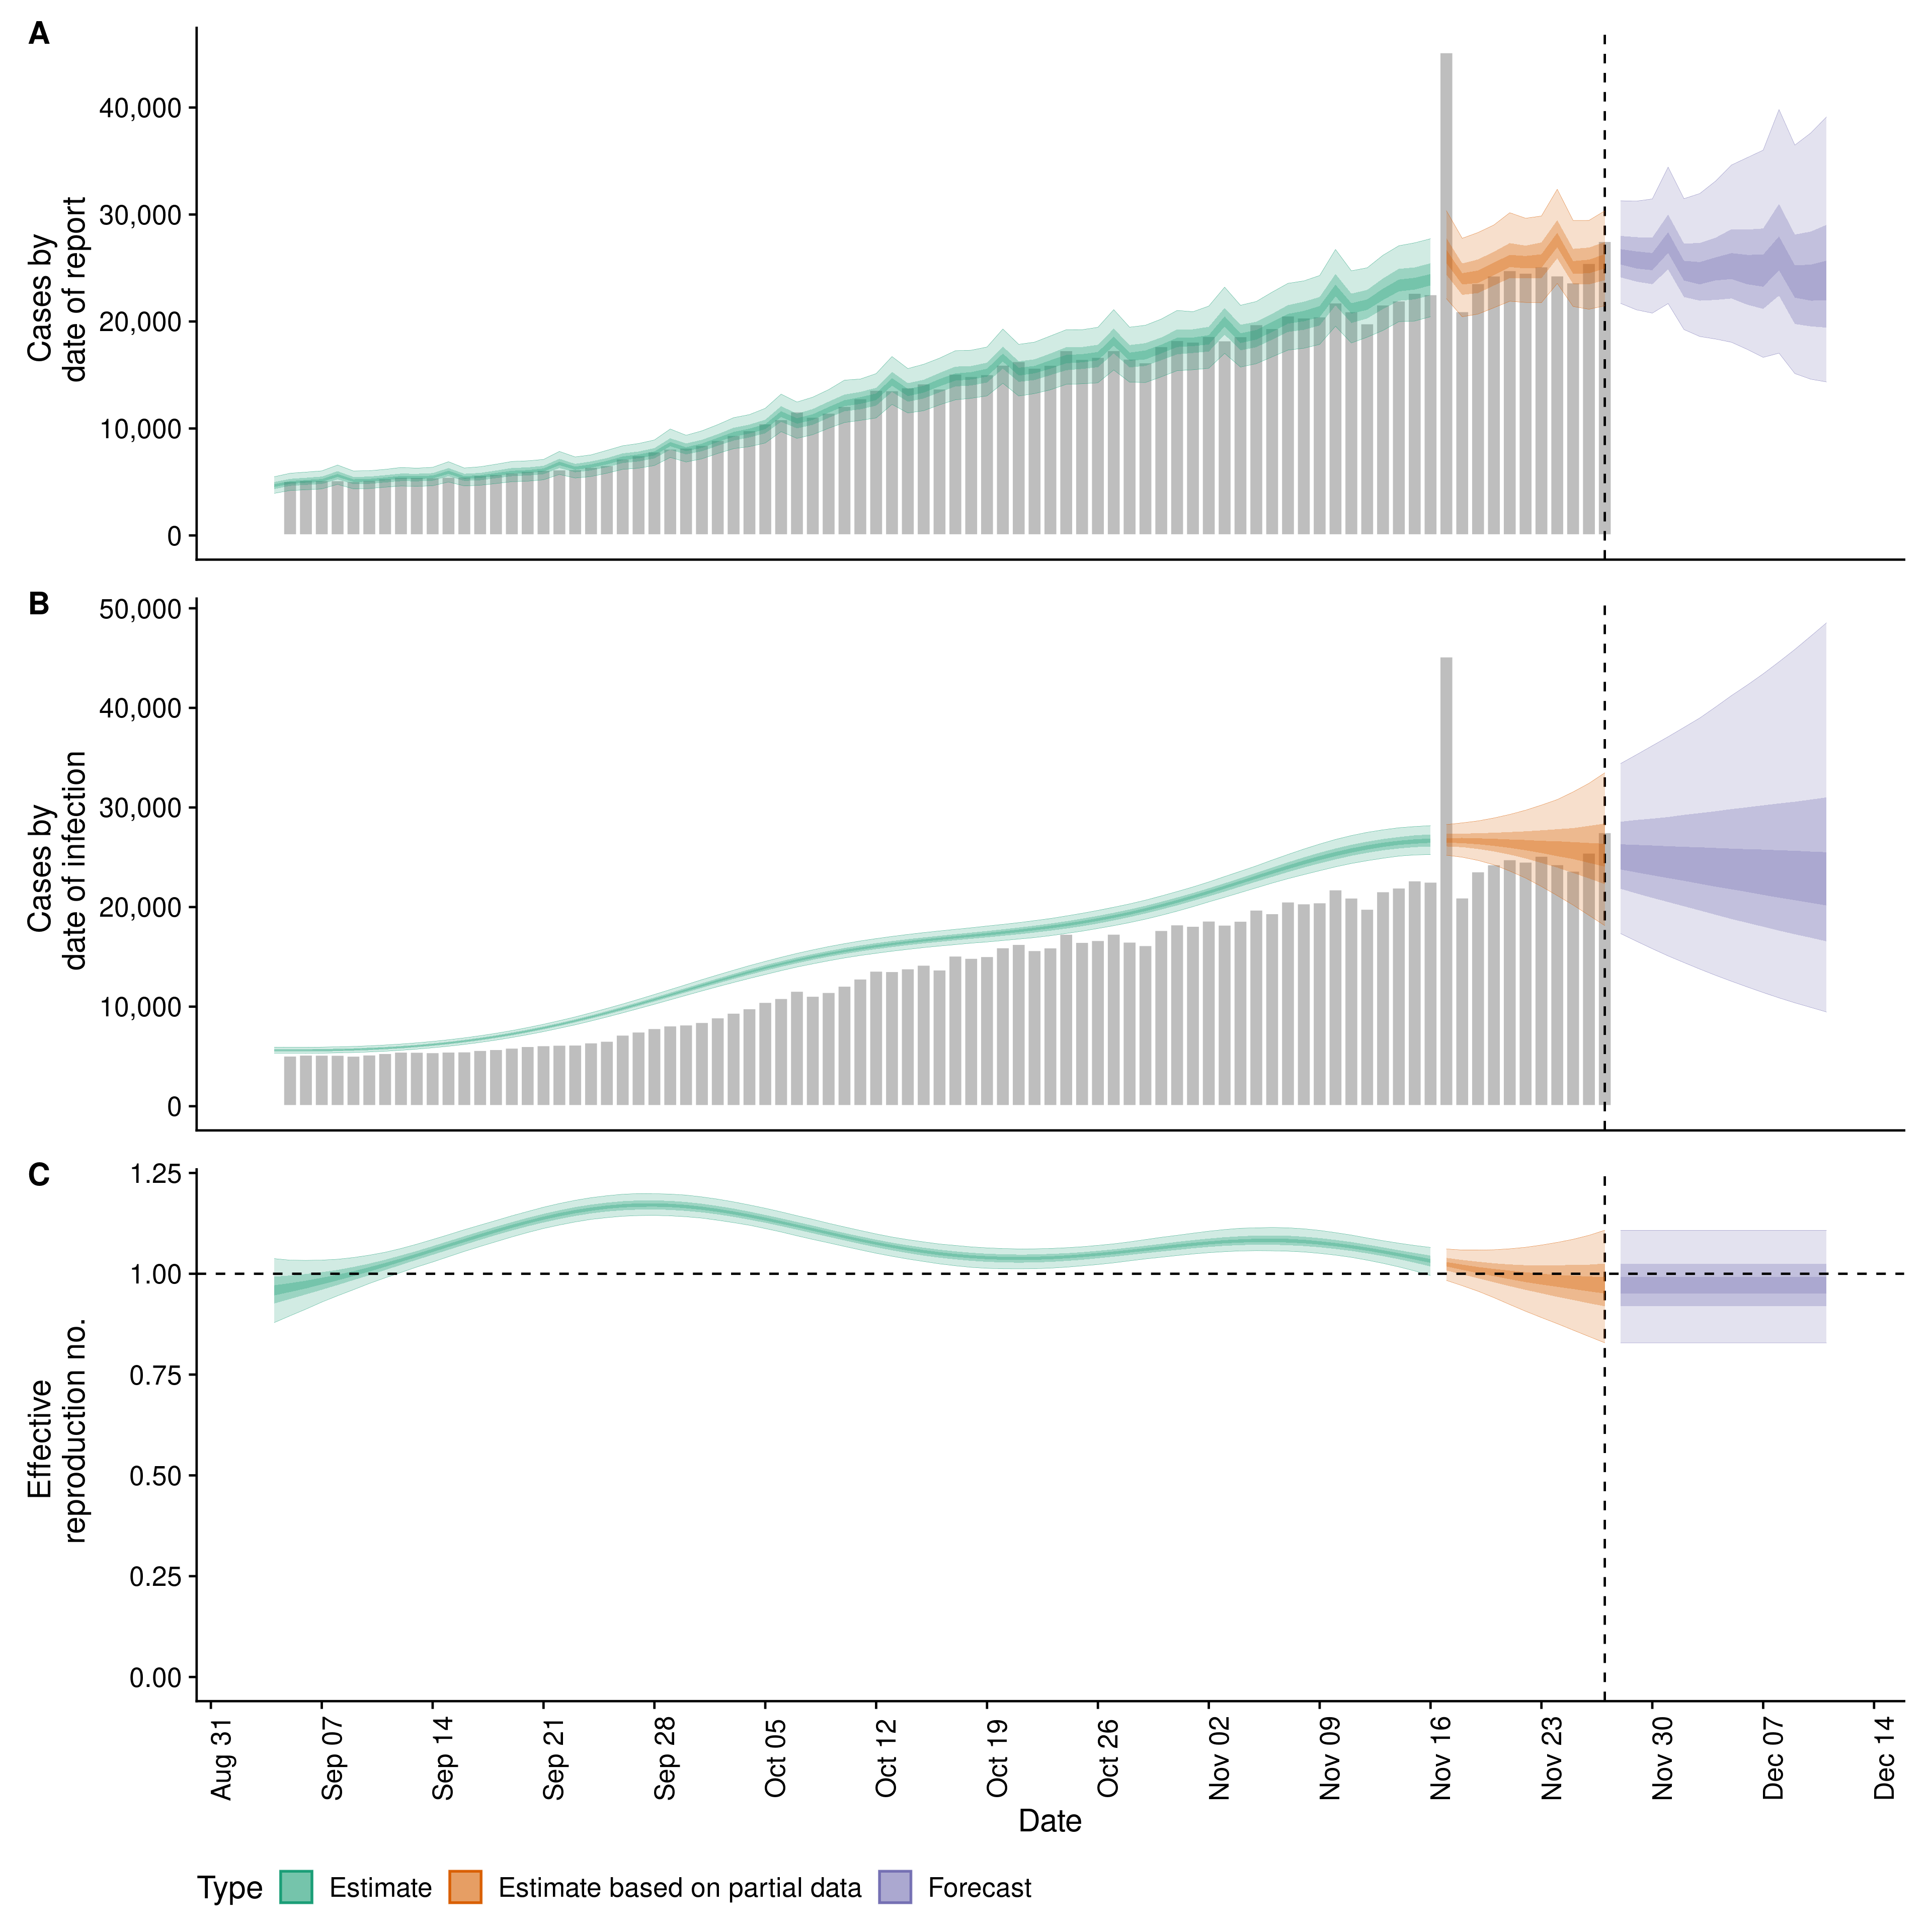 A
Cases by
date of report
40,000
30,000
20,000
10,000
0
B
Cases by
date of infection
50,000
40,000
30,000
20,000
10,000
0
C
Effective
reproduction no.
1.25
1.00
0.75
0.50
0.25
0.00
Aug 31
Sep 07
Sep 14
Sep 21
Sep 28
Oct 05
Oct 12
Oct 19
Oct 26
Nov 02
Nov 09
Nov 16
Nov 23
Nov 30
Dec 07
Dec 14
Date
Type Estimate Estimate based on partial data Forecast